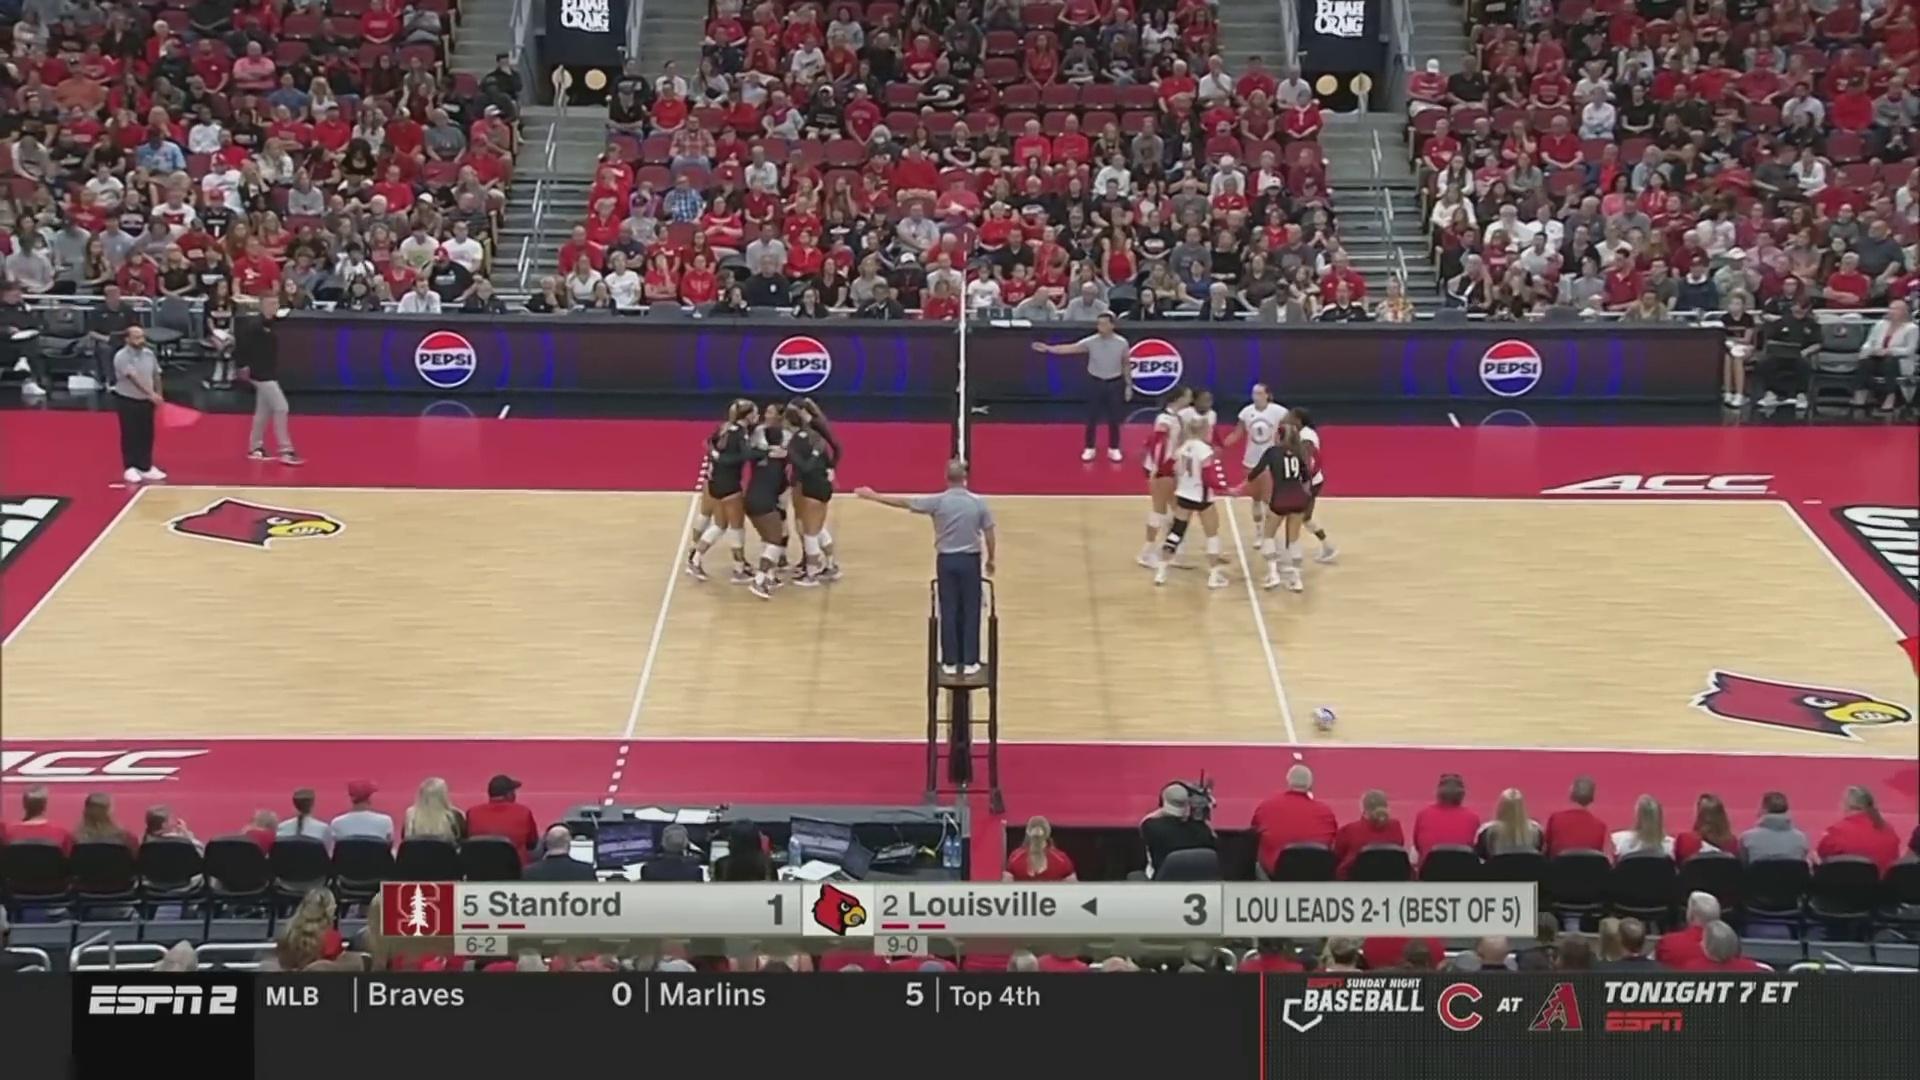 ELIJAH
CRAIG
ELIJAH
CRAIG
PEPSI
PEPSI
PEPSI
PEPSI
19
ACC
ACC
5 Stanford 1
2 Louisville ◀ 3
LOU LEADS 2-1 (BEST OF 5)
6-2
9-0
ESPN2
MLB | Braves 0 | Marlins 5 | Top 4th
ESPN SUNDAY NIGHT
BASEBALL
C AT A
TONIGHT 7 ET
ESPN